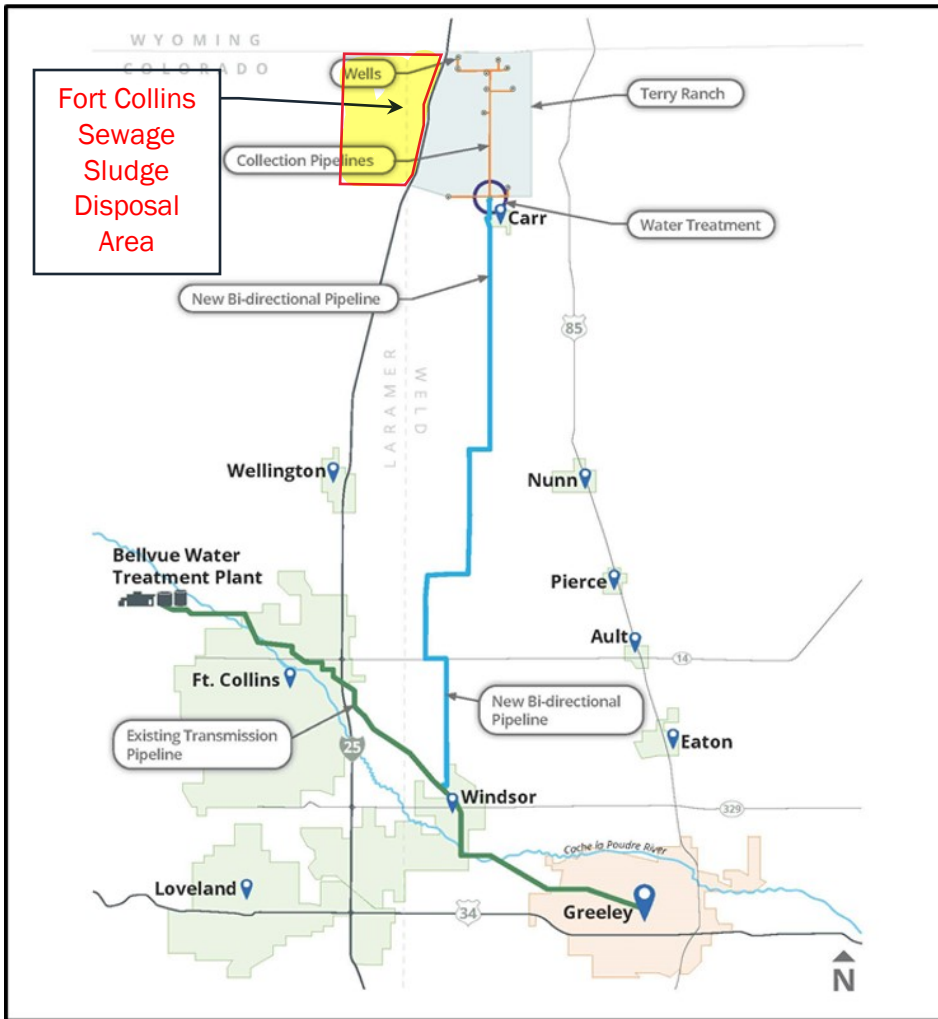 WYOMING
COLORADO
Fort Collins
Sewage
Sludge
Disposal
Area
Wells
Terry Ranch
Collection Pipelines
Carr
Water Treatment
New Bi-directional Pipeline
85
LARAMER
WELD
Wellington
Nunn
Bellvue Water
Treatment Plant
Pierce
Ault
14
Ft. Collins
New Bi-directional
Pipeline
Existing Transmission
Pipeline
25
Eaton
Windsor
329
Cache la Poudre River
Loveland
34
Greeley
N